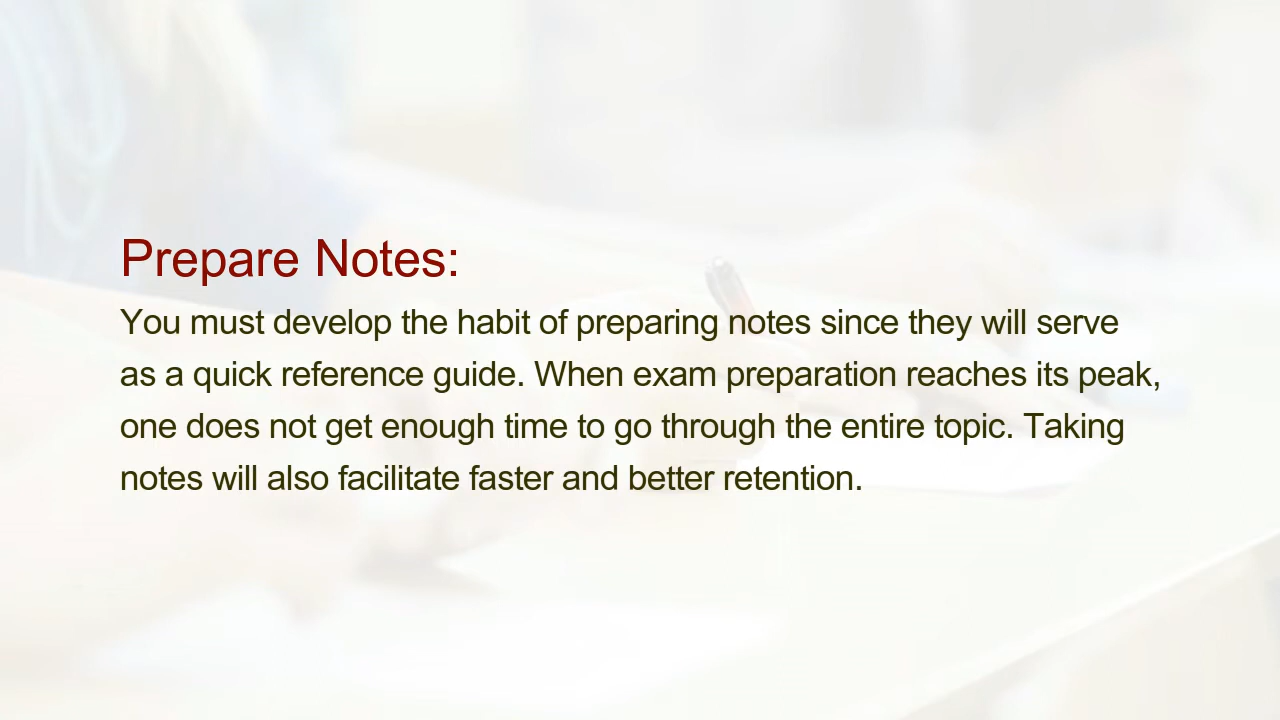 Prepare Notes:
You must develop the habit of preparing notes since they will serve
as a quick reference guide. When exam preparation reaches its peak,
one does not get enough time to go through the entire topic. Taking
notes will also facilitate faster and better retention.